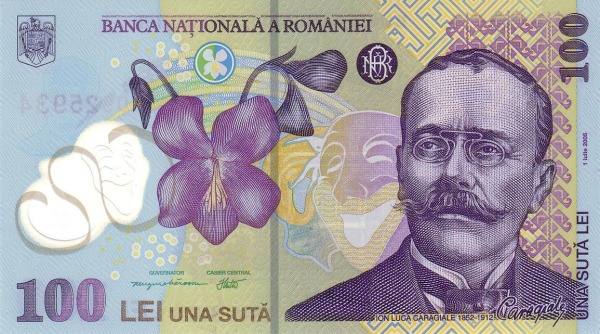 BANCA NAȚIONALĂ A ROMÂNIEI
100
1 iulie 2005
UNA SUTĂ LEI
GUVERNATOR
CASIER CENTRAL
100 LEI UNA SUTĂ
ION LUCA CARAGIALE 1852-1912
Caragiale